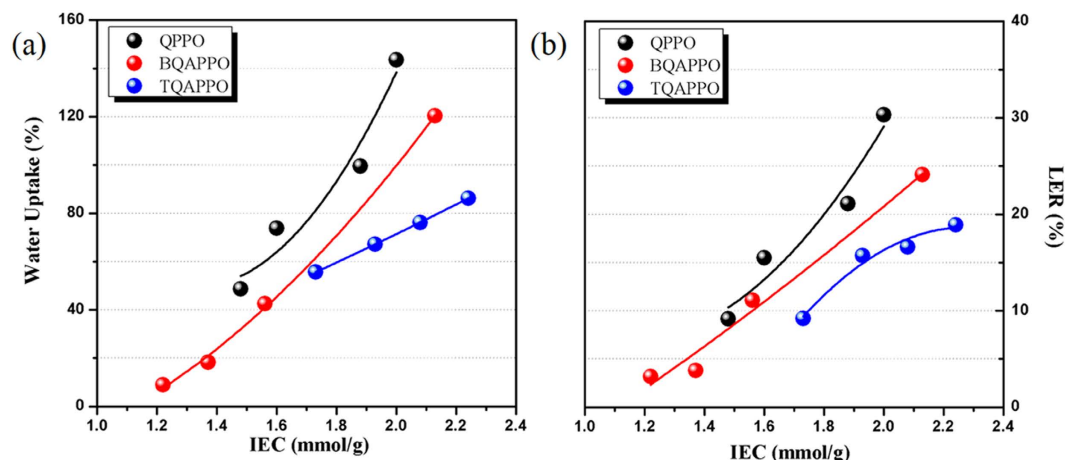 (a)
QPPO
BQAPPO
TQAPPO
Water Uptake (%)
160
120
80
40
0
1.0 1.2 1.4 1.6 1.8 2.0 2.2 2.4
IEC (mmol/g)
(b)
QPPO
BQAPPO
TQAPPO
40
30
20
10
0
LER (%)
1.0 1.2 1.4 1.6 1.8 2.0 2.2 2.4
IEC (mmol/g)